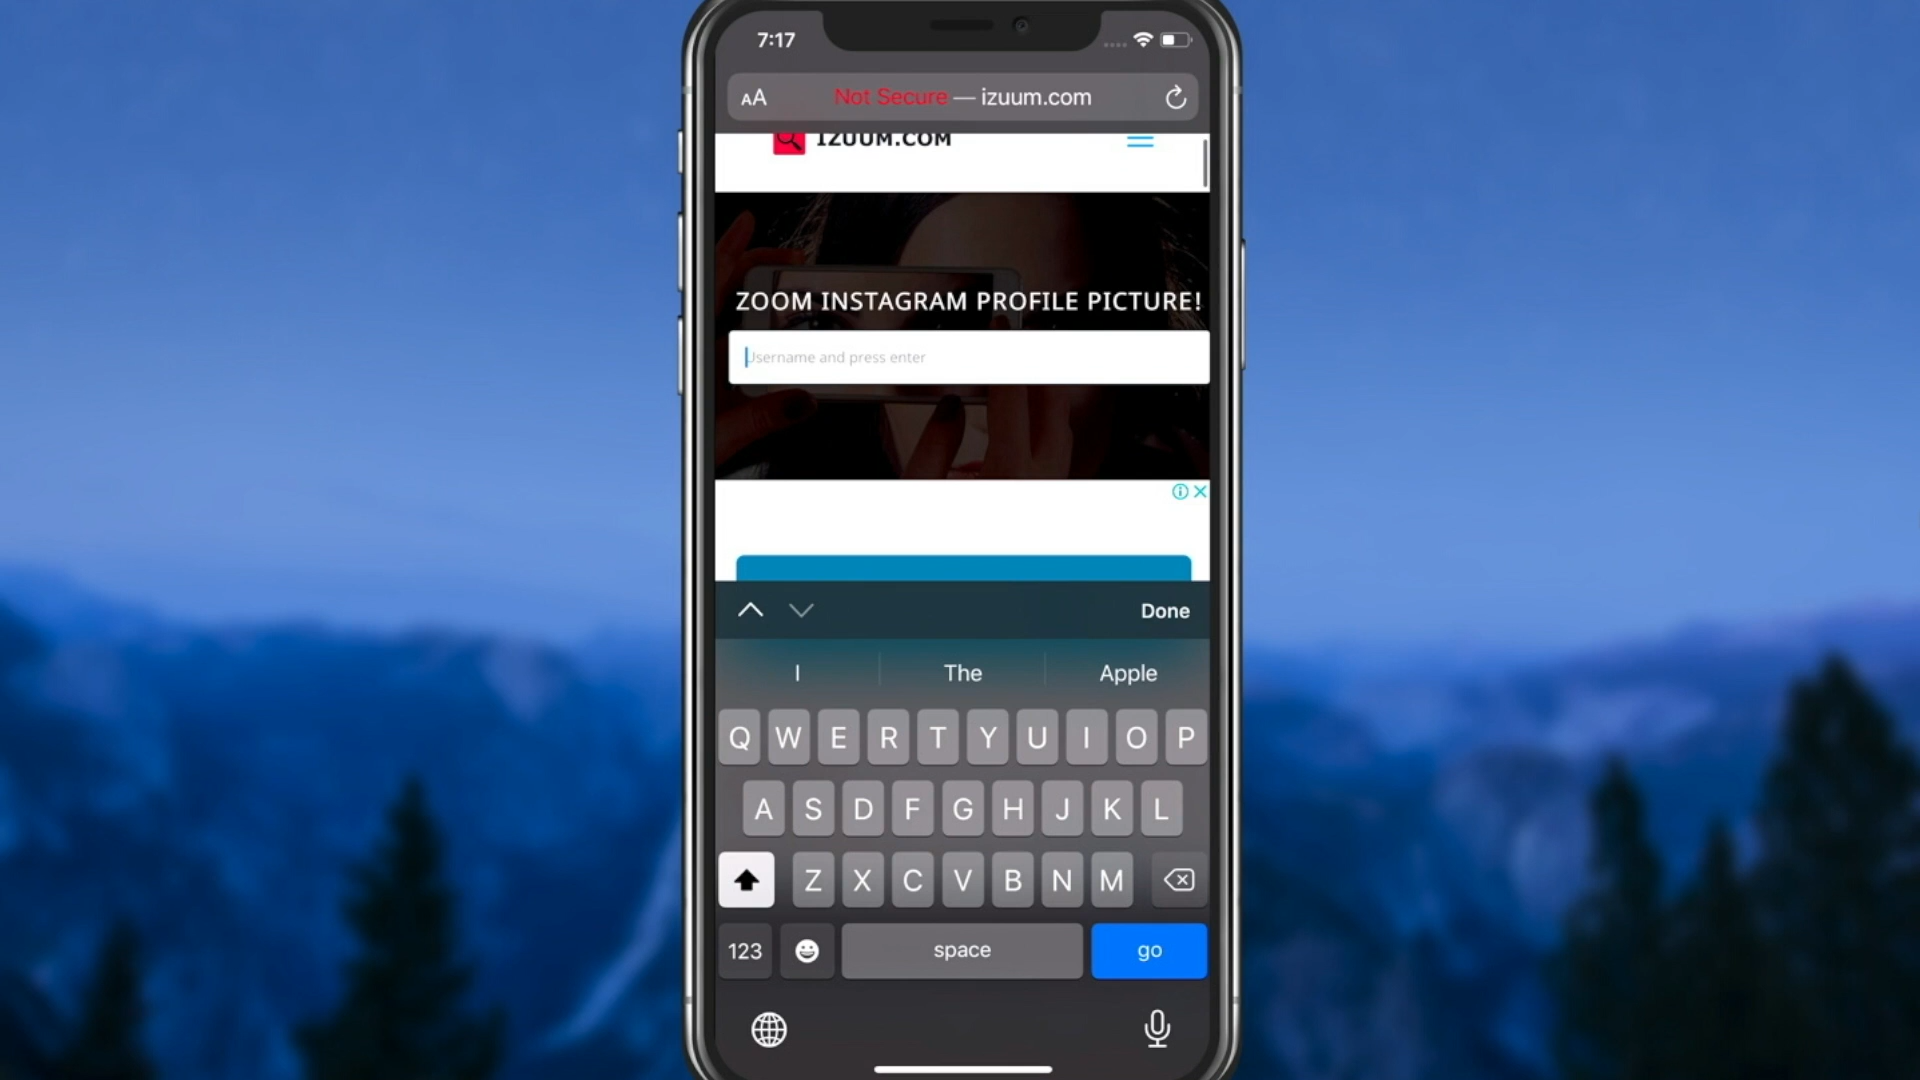 7:17
AA
Not Secure — izuum.com
IZUUM.COM
ZOOM INSTAGRAM PROFILE PICTURE!
Username and press enter
Done
I The Apple
Q W E R T Y U I O P
A S D F G H J K L
Z X C V B N M
123 space go